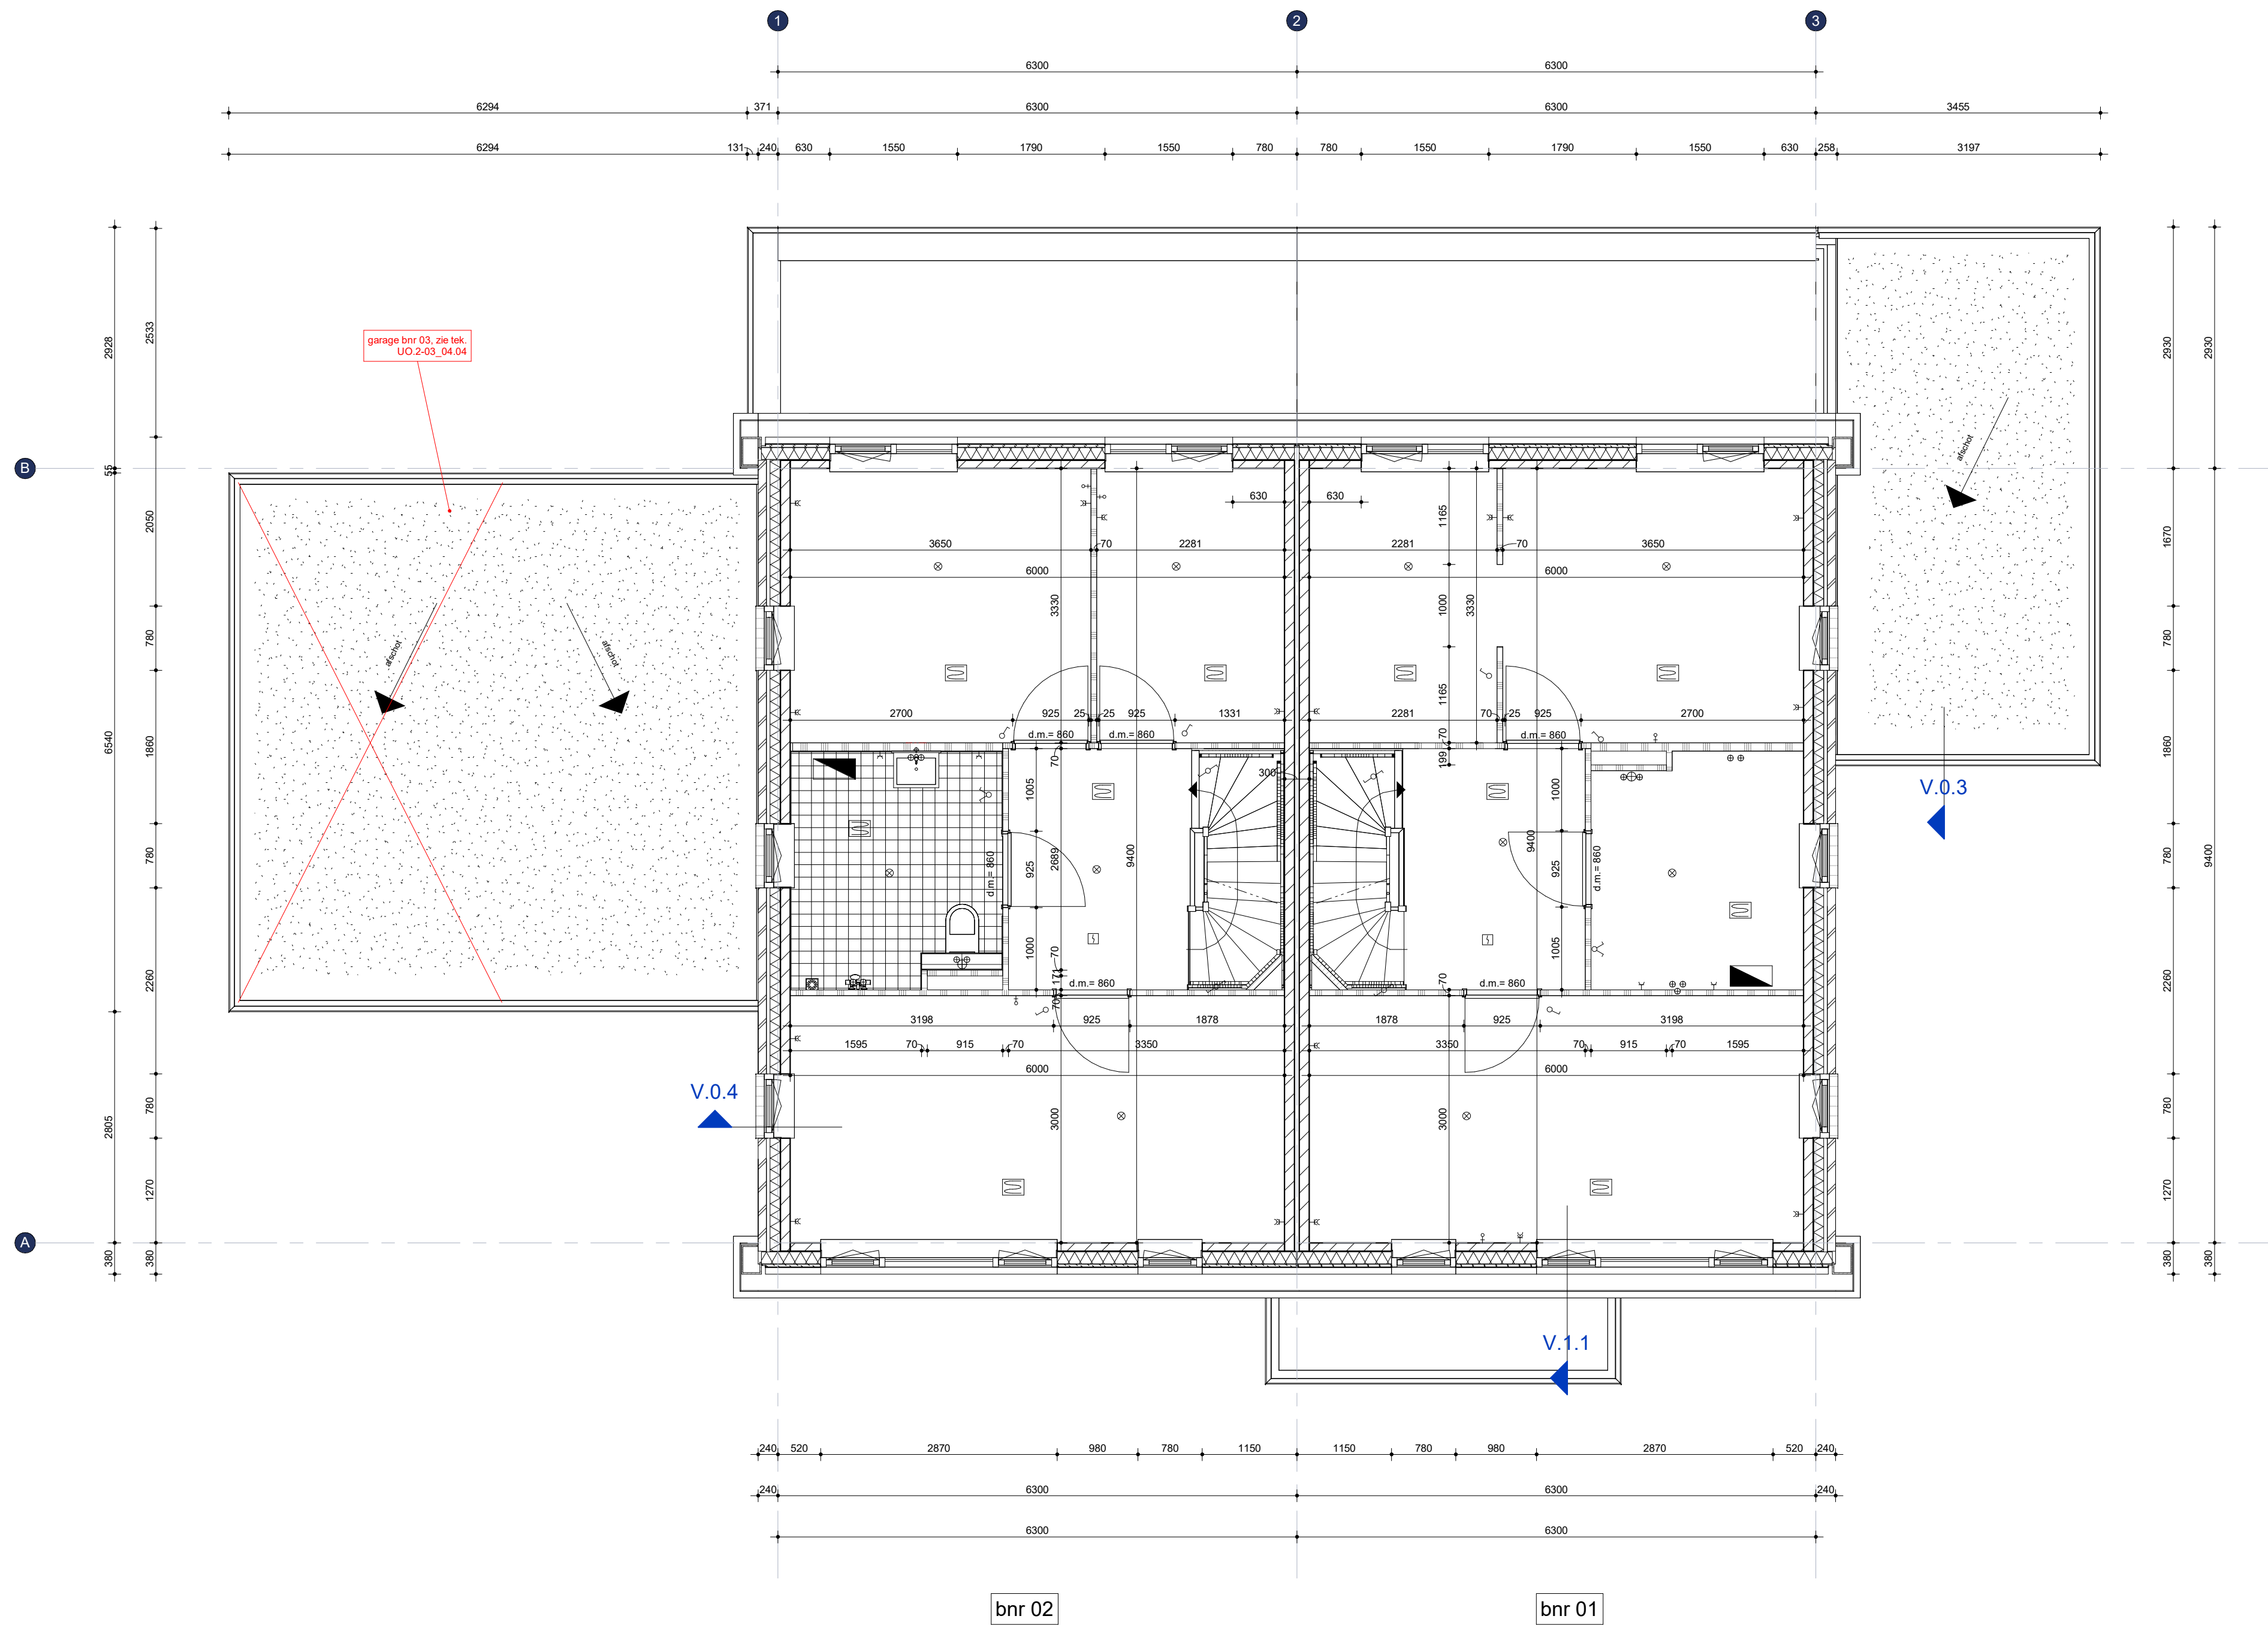 1 2 3
6300 6300
6294 371 6300 6300 3455
6294 131 240 630 1550 1790 1550 780 780 1550 1790 1550 630 258 3197
garage bnr 03, zie tek.
UO.2-03_04.04
B
A
2928 55 6540 2805 380
2533 2050 780 1860 780 2260 780 1270 380
2930 1670 780 1860 780 2260 780 1270 380
2930 9400 380
afschot
afschot
afschot
630 630
3650 70 2281 2281 70 3650
6000 6000
3330 1165 1000 3330 1165
2700 925 25 25 925 1331 2281 70 25 925 2700
d.m.= 860 d.m.= 860 d.m.= 860
70 300 70 199
1005 925 1000 2689 9400
d.m.= 860
9400 1000 925 1005
d.m.= 860
70 171 70 70
d.m.= 860 d.m.= 860
3198 925 1878 1878 925 3198
1595 70 915 70 3350 3350 70 915 70 1595
6000 6000
3000 3000
V.0.3
V.0.4
V.1.1
240 520 2870 980 780 1150 1150 780 980 2870 520 240
240 6300 6300 240
6300 6300
bnr 02 bnr 01